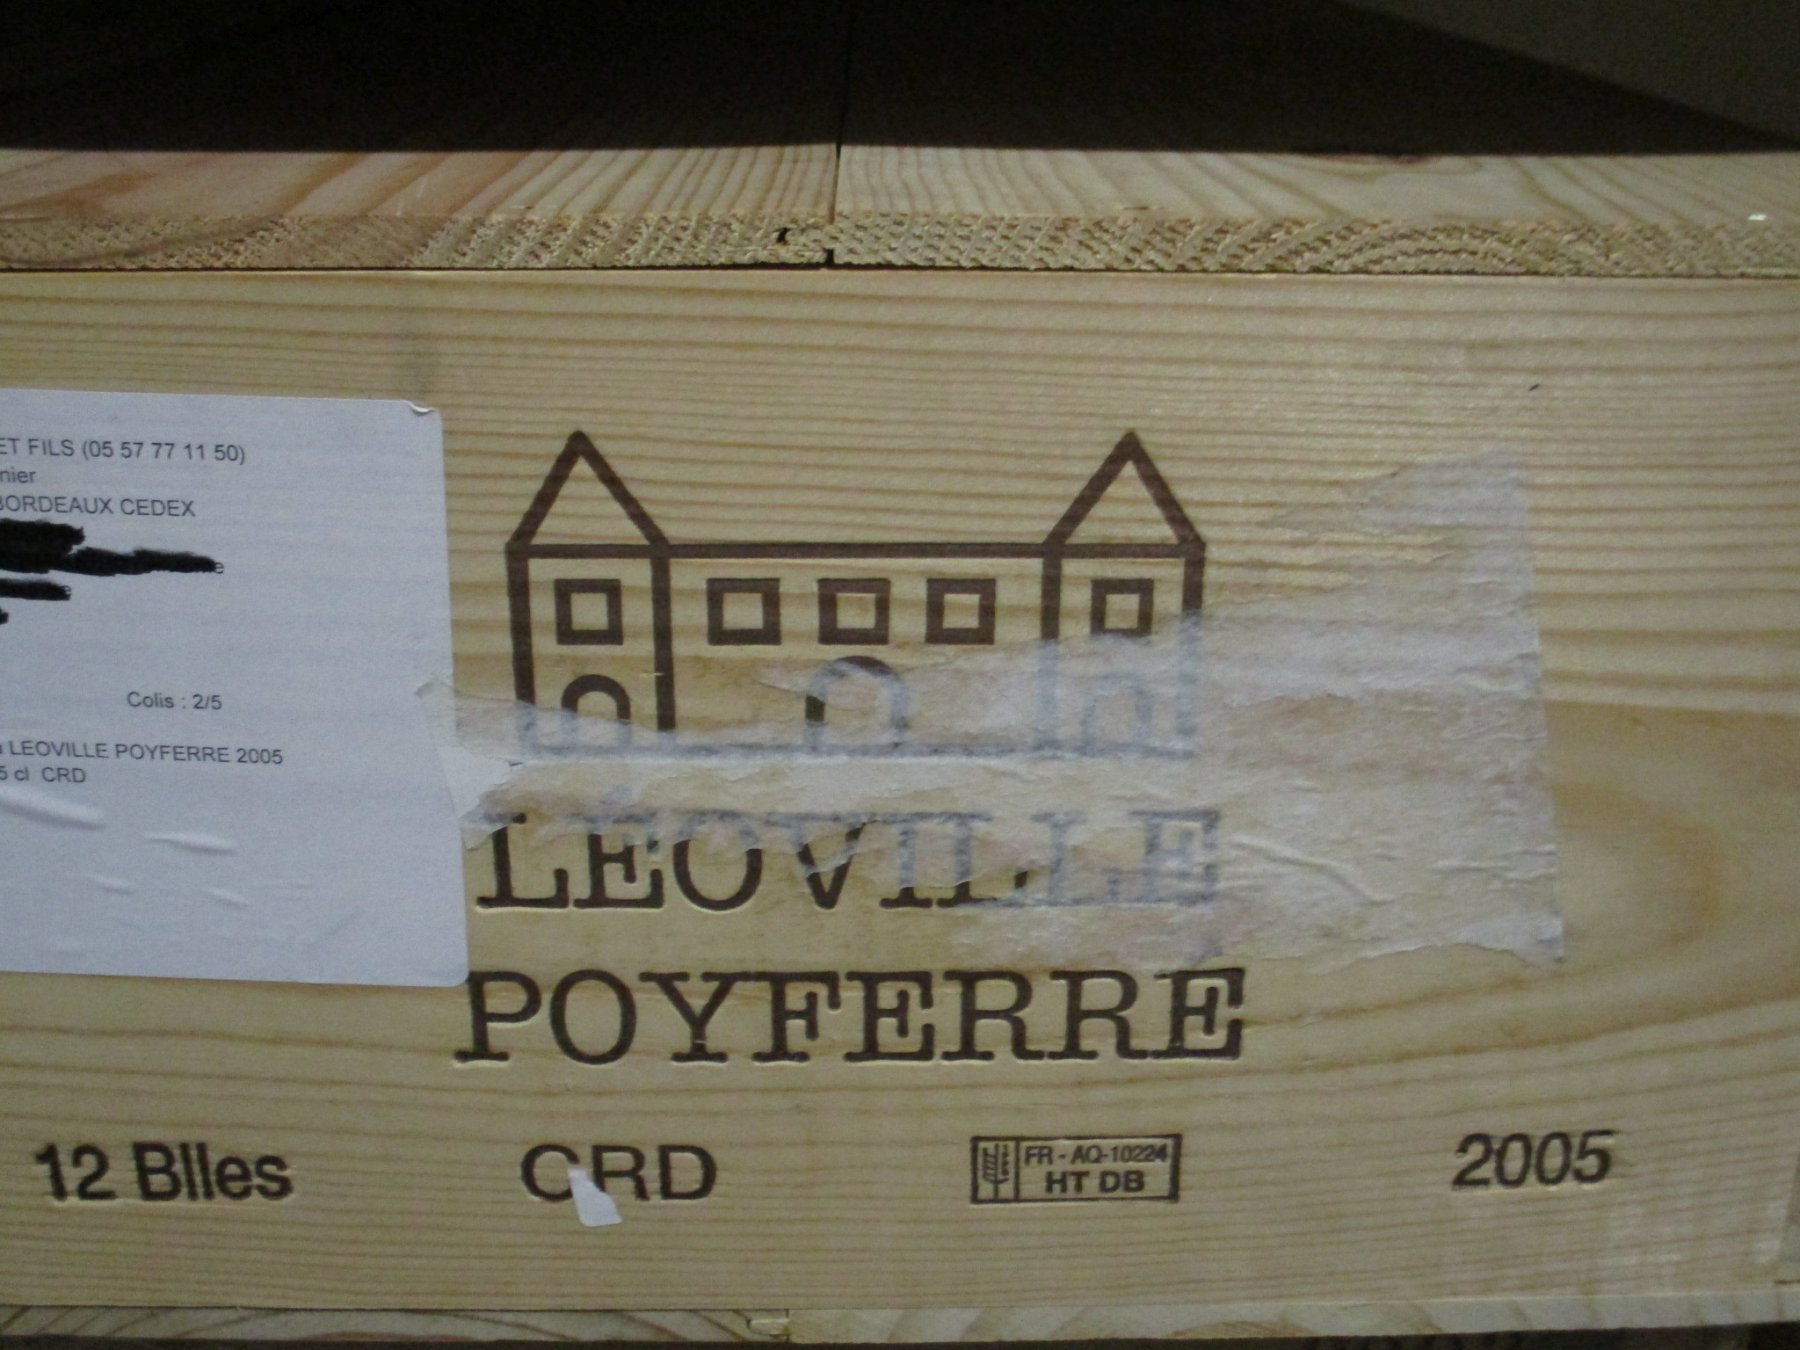 ET FILS (05 57 77 11 50)
nier
BORDEAUX CEDEX
Colis : 2/5
LEOVILLE POYFERRE 2005
5 cl CRD
LÉOVILLE
POYFERRE
12 Blles
CRD
FR - AQ-10224
HT DB
2005